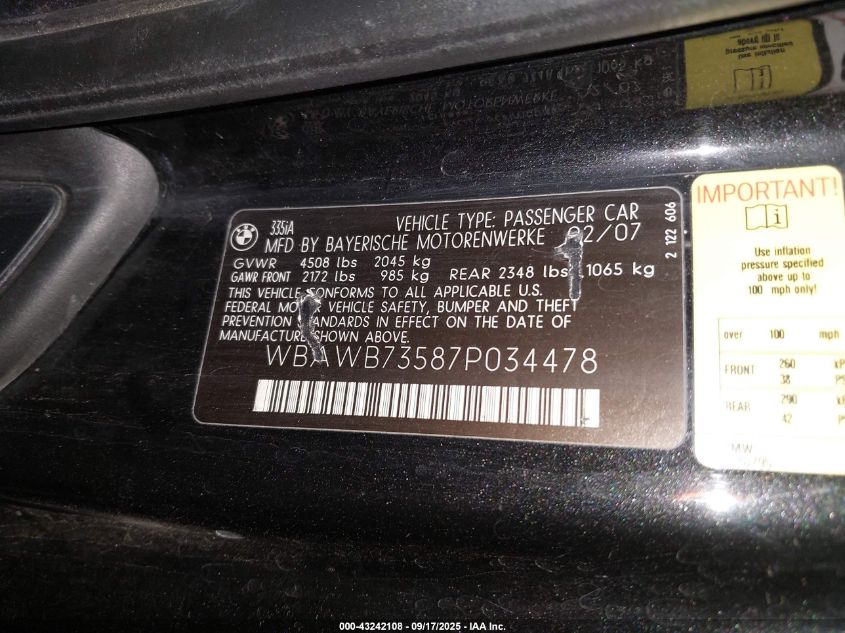 335iA
VEHICLE TYPE: PASSENGER CAR
MFD BY BAYERISCHE MOTORENWERKE 02/07
GVWR 4508 lbs 2045 kg
GAWR FRONT 2172 lbs 985 kg REAR 2348 lbs 1065 kg
THIS VEHICLE CONFORMS TO ALL APPLICABLE U.S.
FEDERAL MOTOR VEHICLE SAFETY, BUMPER AND THEFT
PREVENTION STANDARDS IN EFFECT ON THE DATE OF
MANUFACTURE SHOWN ABOVE.
WBAWB73587P034478
2 122 606
IMPORTANT!
Use inflation
pressure specified
above up to
100 mph only!
over 100 mph
FRONT 260
38
REAR 290
42
MW
000-43242108 - 09/17/2025 - IAA Inc.